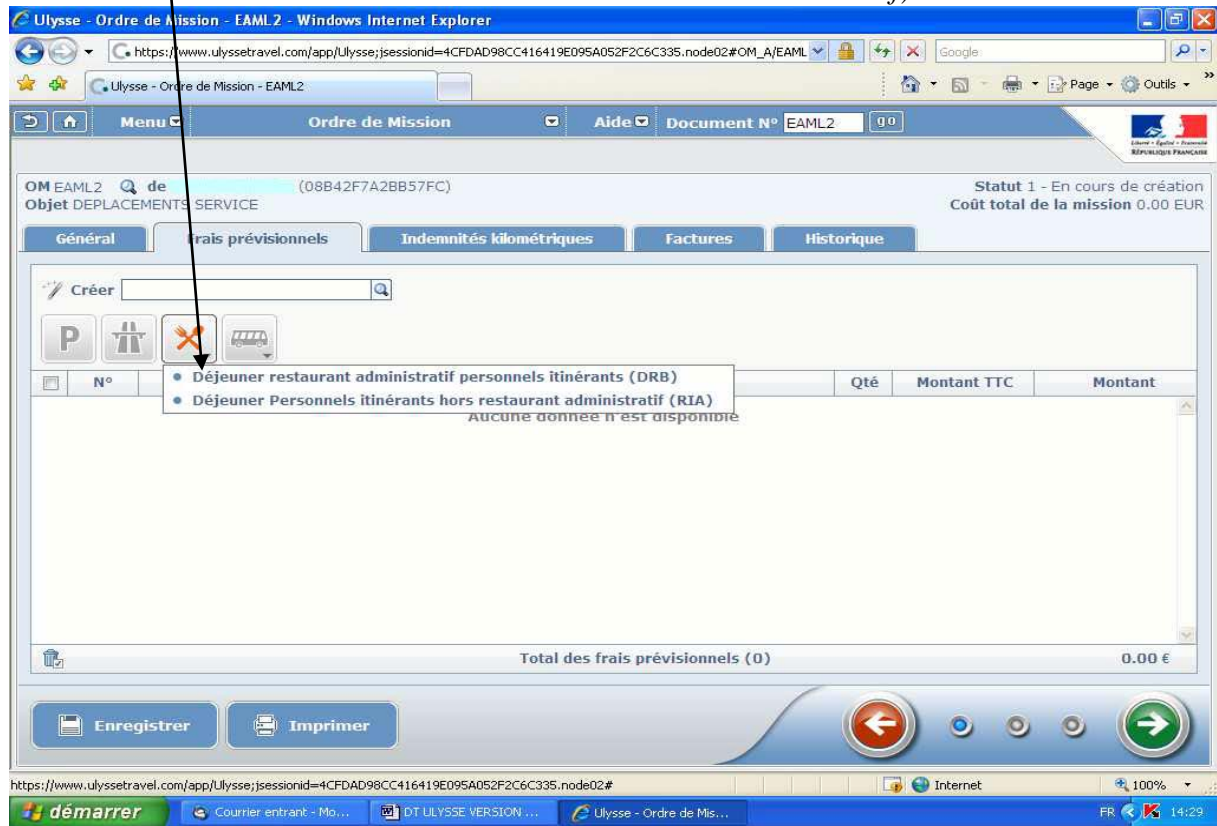 Ulysse - Ordre de Mission - EAML2 - Windows Internet Explorer
https://www.ulyssetravel.com/app/Ulysse;jsessionid=4CFDAD98CC416419E095A052F2C6C335.node02#OM_A/EAML
Google
Ulysse - Ordre de Mission - EAML2
Page
Outils
»
Menu
Ordre de Mission
Aide
Document N° EAML2
go
Liberté • Égalité • Fraternité
RÉPUBLIQUE FRANÇAISE
OM EAML2 de (08B42F7A2BB57FC)
Statut 1 - En cours de création
Objet DEPLACEMENTS SERVICE
Coût total de la mission 0.00 EUR
Général
Frais prévisionnels
Indemnités kilométriques
Factures
Historique
Créer
P
• Déjeuner restaurant administratif personnels itinérants (DRB)
• Déjeuner Personnels itinérants hors restaurant administratif (RIA)
N°
Qté
Montant TTC
Montant
Aucune donnée n'est disponible
Total des frais prévisionnels (0)
0.00 €
Enregistrer
Imprimer
https://www.ulyssetravel.com/app/Ulysse;jsessionid=4CFDAD98CC416419E095A052F2C6C335.node02#
Internet
100%
démarrer
Courrier entrant - Mo...
DT ULYSSE VERSION ...
Ulysse - Ordre de Mis...
FR
14:29